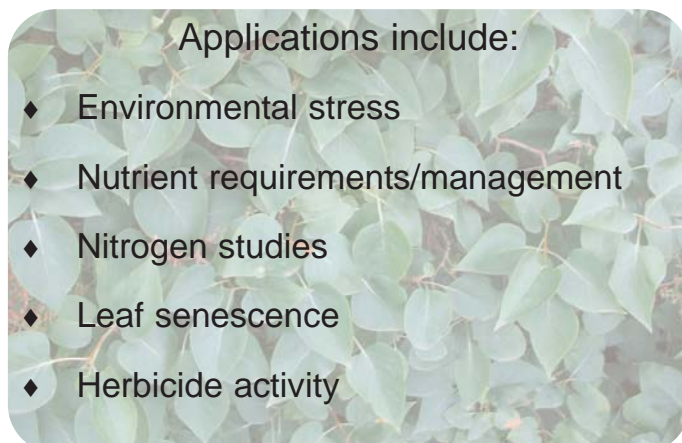 Applications include:
♦ Environmental stress
♦ Nutrient requirements/management
♦ Nitrogen studies
♦ Leaf senescence
♦ Herbicide activity